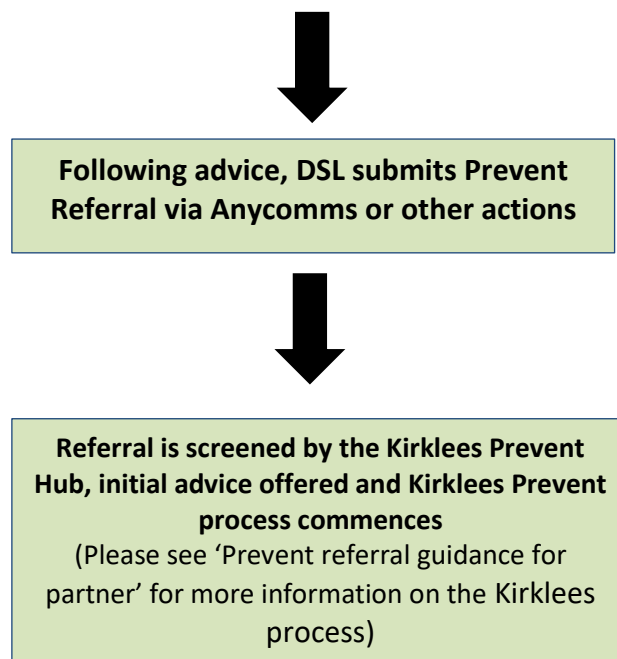 Following advice, DSL submits Prevent
Referral via Anycomms or other actions
Referral is screened by the Kirklees Prevent
Hub, initial advice offered and Kirklees Prevent
process commences
(Please see ‘Prevent referral guidance for
partner’ for more information on the Kirklees
process)